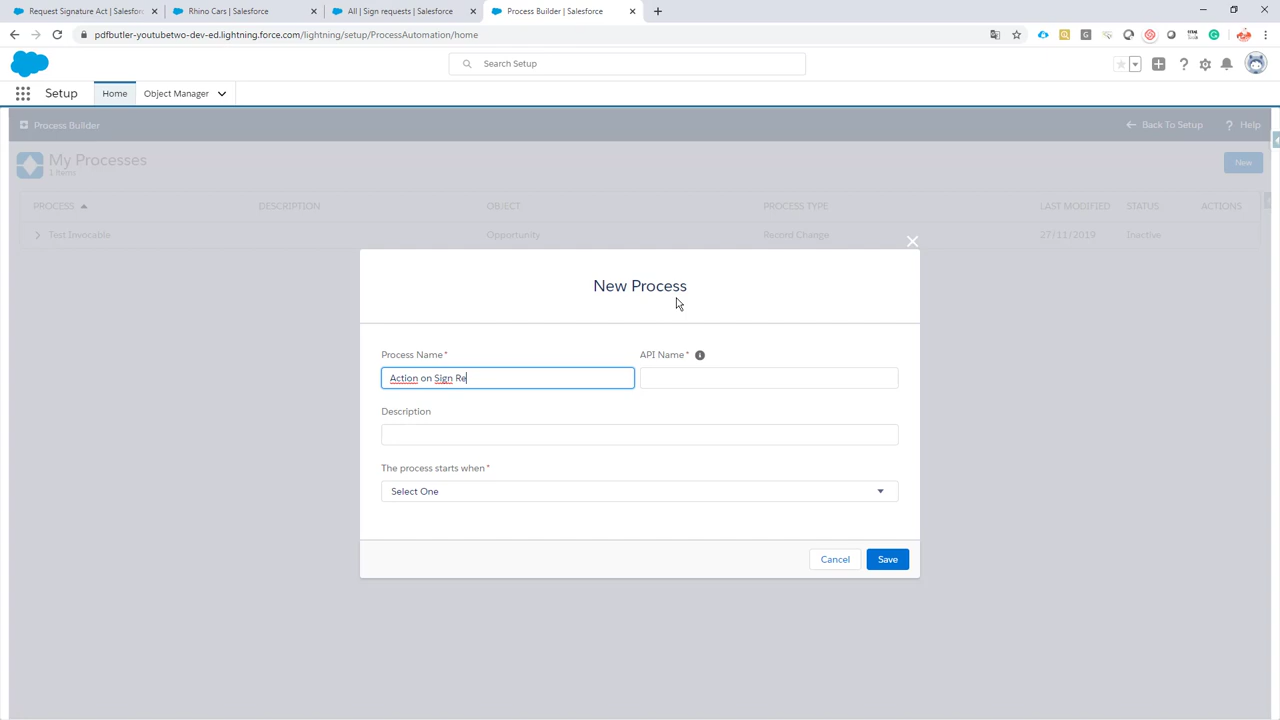 Request Signature Act | Salesfor
Rhino Cars | Salesforce
All | Sign requests | Salesforce
Process Builder | Salesforce
pdfbutler-youtubetwo-dev-ed.lightning.force.com/lightning/setup/ProcessAutomation/home
Search Setup
Setup
Home
Object Manager
Process Builder
Back To Setup
Help
My Processes
1 Items
New
PROCESS
DESCRIPTION
OBJECT
PROCESS TYPE
LAST MODIFIED
STATUS
ACTIONS
Test Invocable
Opportunity
Record Change
27/11/2019
Inactive
New Process
Process Name*
API Name*
Action on Sign Re
Description
The process starts when*
Select One
Cancel
Save